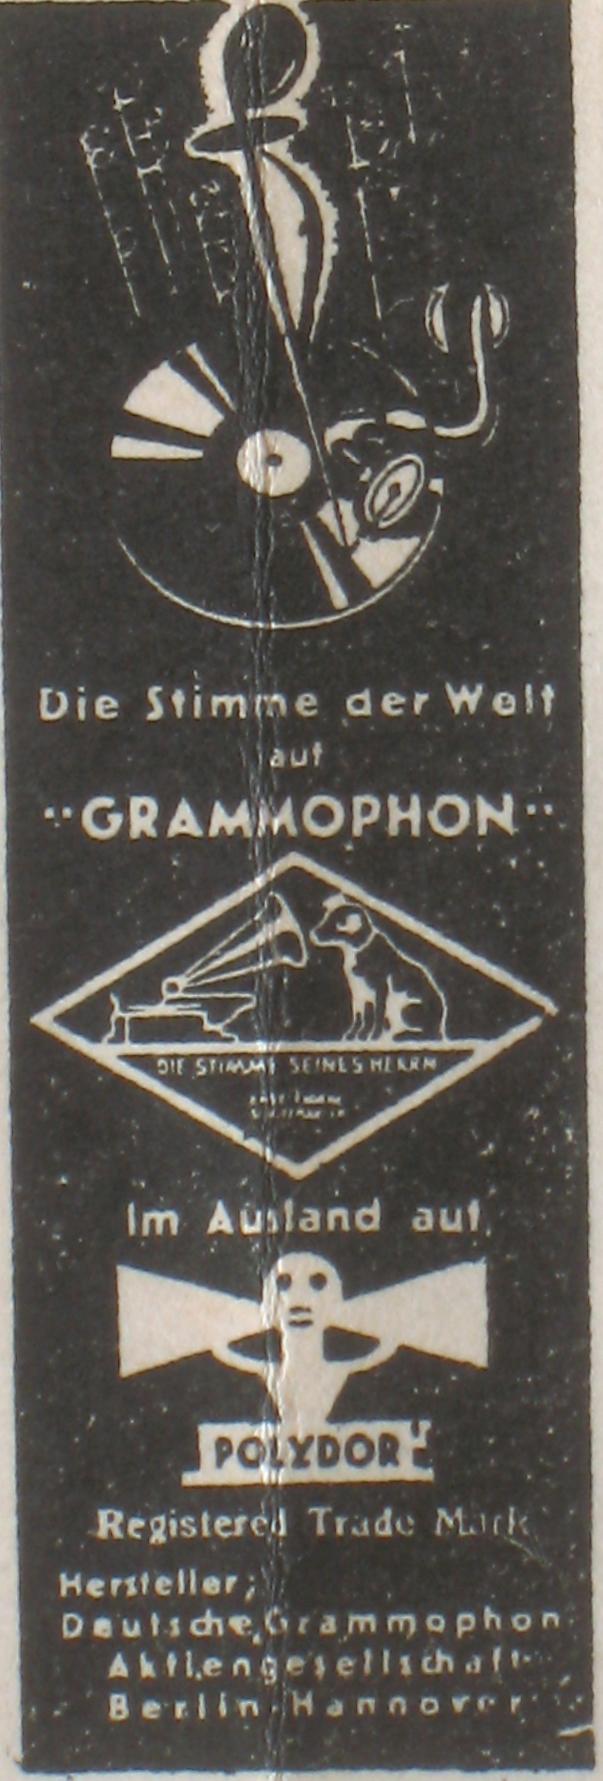 Die Stimme der Welt
auf
"GRAMMOPHON"
DIE STIMME SEINES HERRN
Im Ausland auf
POLYDOR
Registered Trade Mark
Hersteller:
Deutsche Grammophon
Aktiengesellschaft
Berlin-Hannover